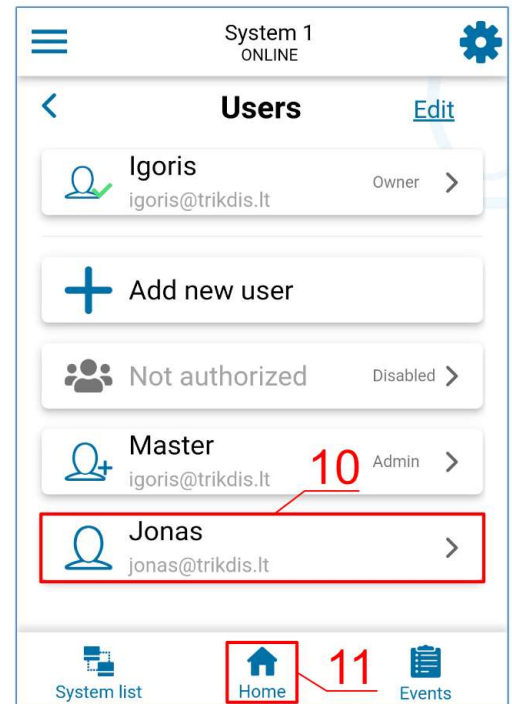 System 1
ONLINE
Users
Edit
Igoris
igoris@trikdis.lt
Owner
Add new user
Not authorized
Disabled
Master
igoris@trikdis.lt
Admin
10
Jonas
jonas@trikdis.lt
System list
Home
11
Events